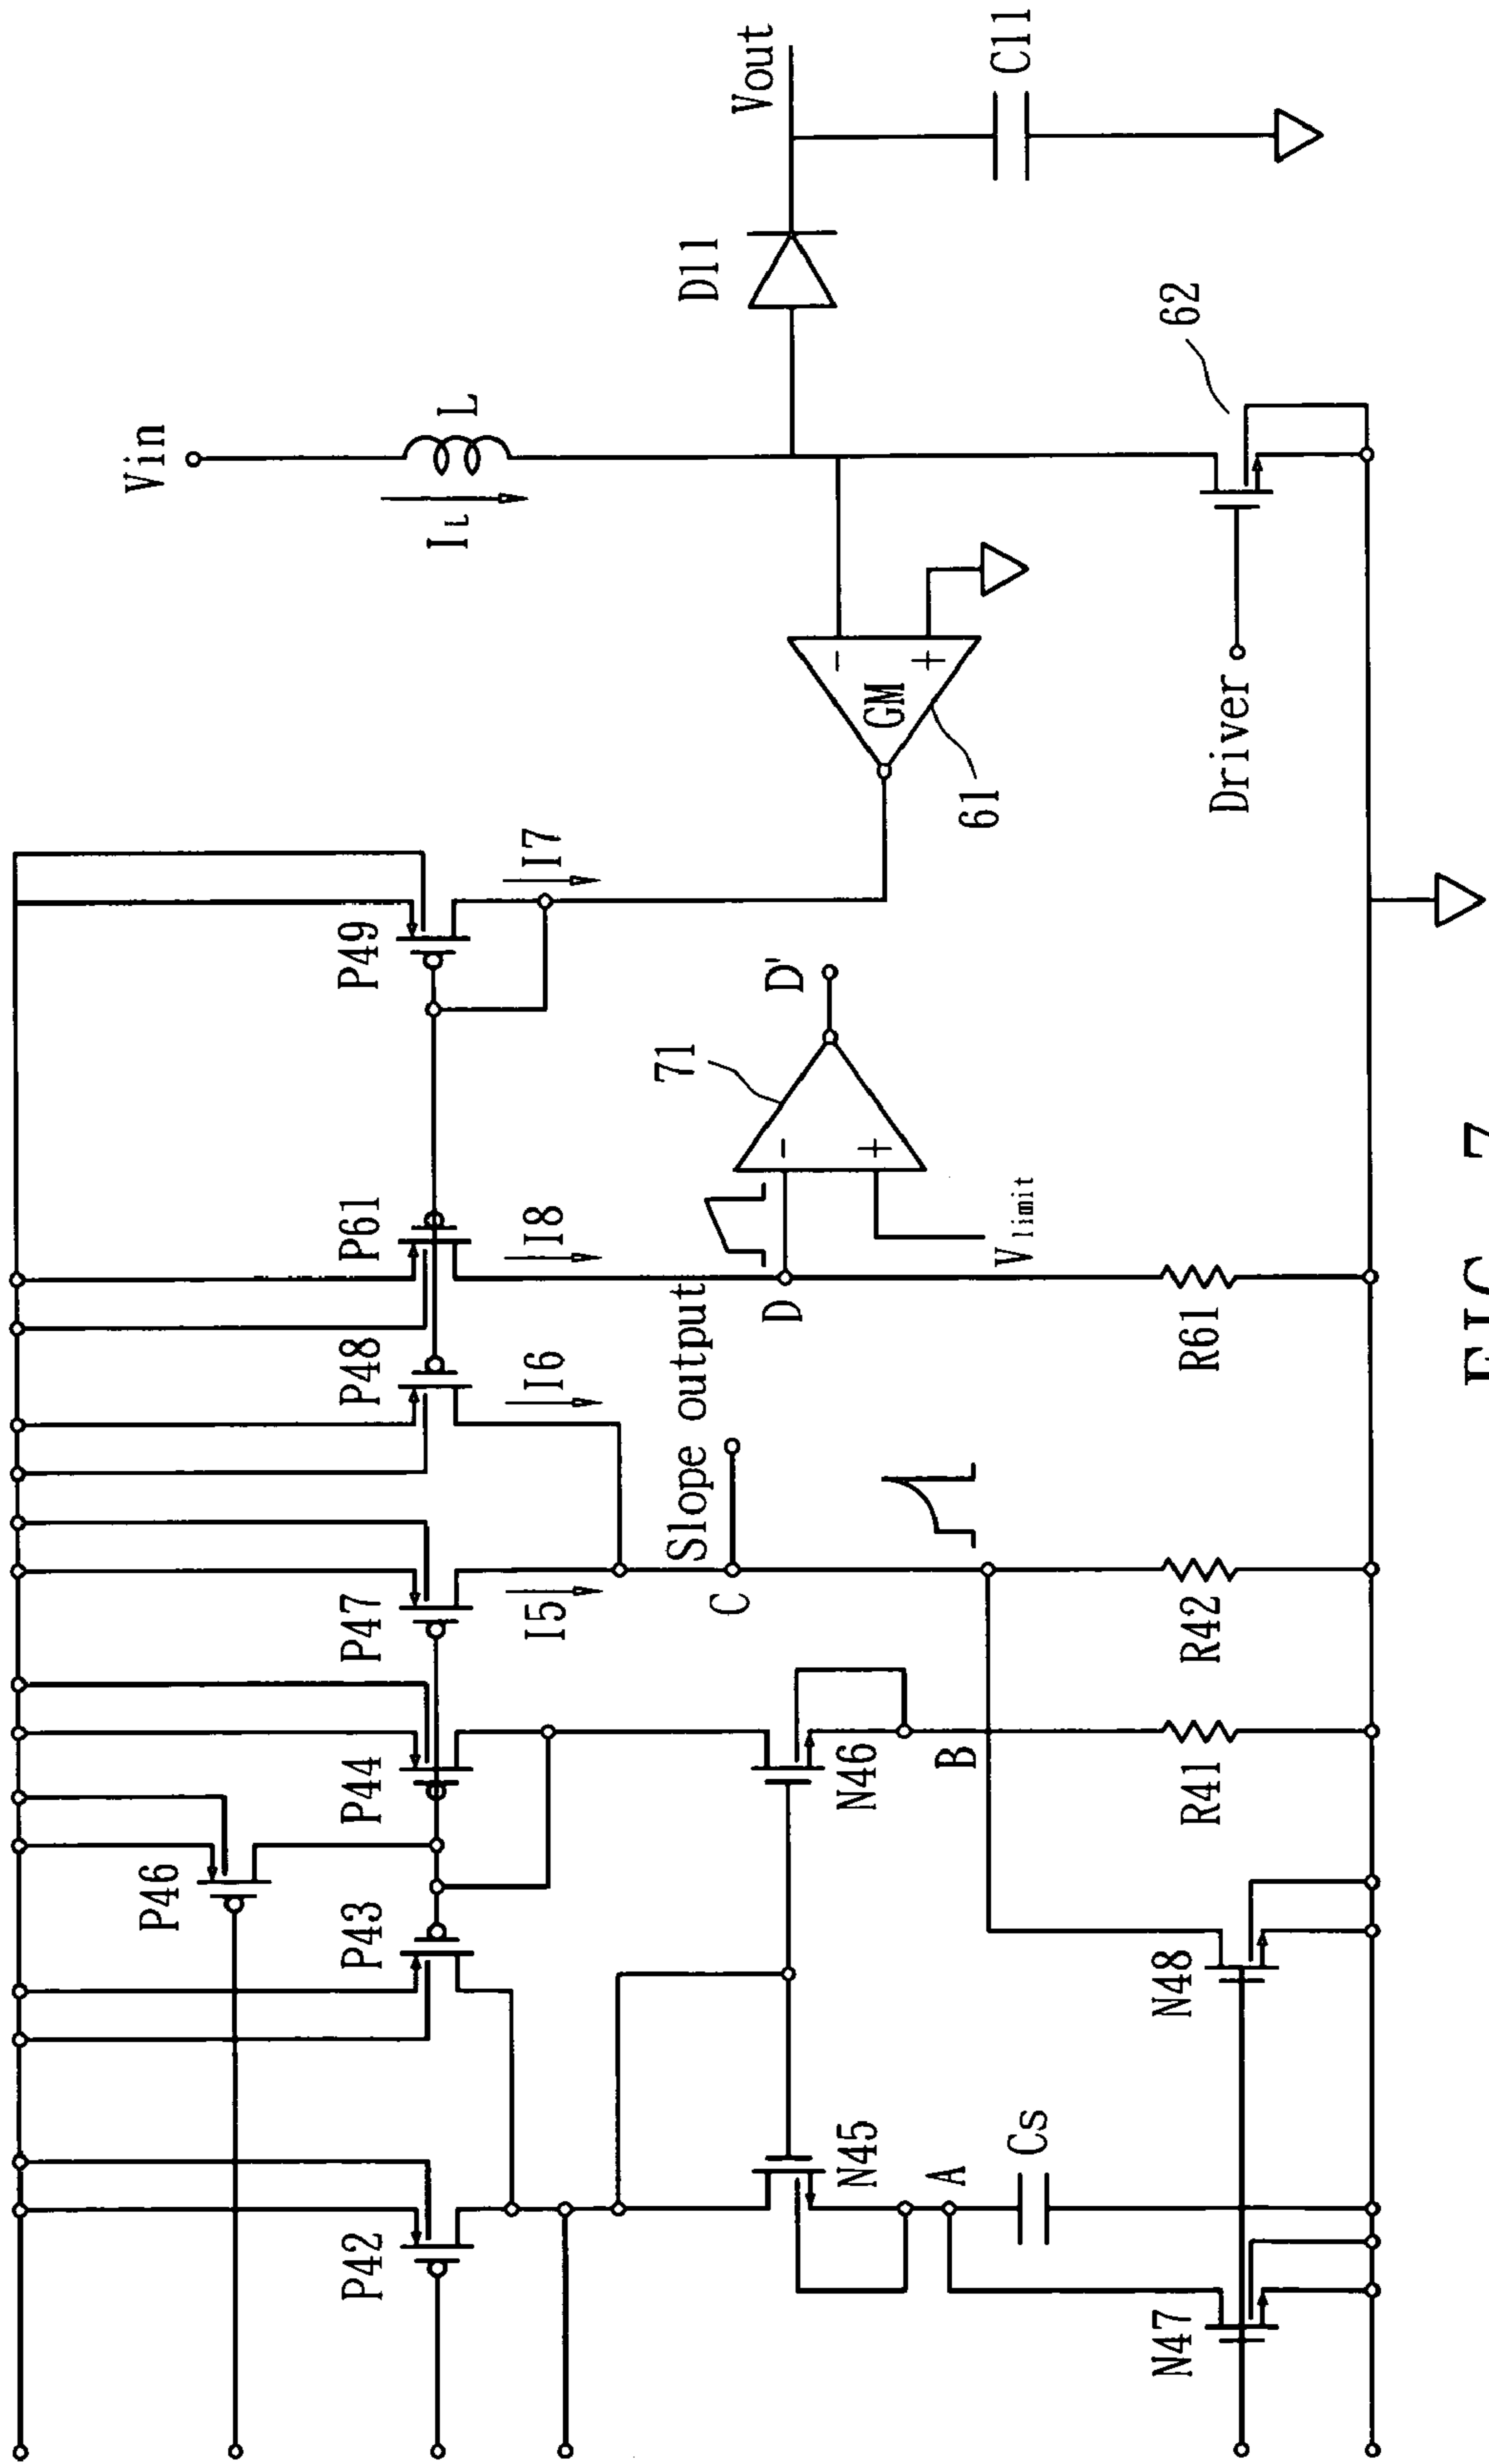 Vin
L
IL
D11
Vout
C11
62
Driver
GM
-
+
61
P49
I7
71
D'
-
+
Vlimit
P61
I8
D
R61
P48
I6
Slope output
C
P47
I5
R42
P44
N46
B
R41
P46
P43
N48
P42
N45
A
Cs
N47
FIG. 7